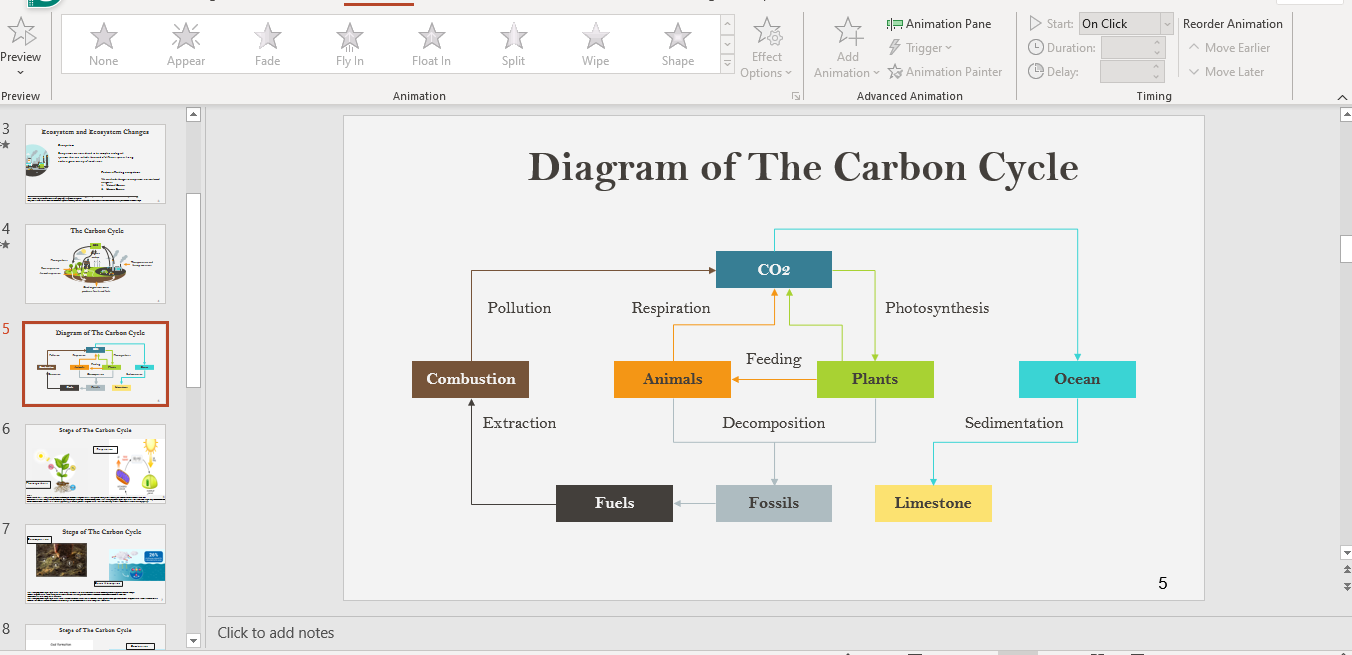 Preview
Preview
None
Appear
Fade
Fly In
Float In
Split
Wipe
Shape
Effect
Options
Animation
Add
Animation
Animation Pane
Trigger
Animation Painter
Advanced Animation
Start: On Click
Duration:
Delay:
Reorder Animation
Move Earlier
Move Later
Timing
3
Ecosystem and Ecosystem Changes
4
The Carbon Cycle
5
Diagram of The Carbon Cycle
6
Steps of The Carbon Cycle
7
Steps of The Carbon Cycle
8
Steps of The Carbon Cycle
Diagram of The Carbon Cycle
CO2
Pollution
Respiration
Photosynthesis
Feeding
Combustion
Animals
Plants
Ocean
Extraction
Decomposition
Sedimentation
Fuels
Fossils
Limestone
5
Click to add notes